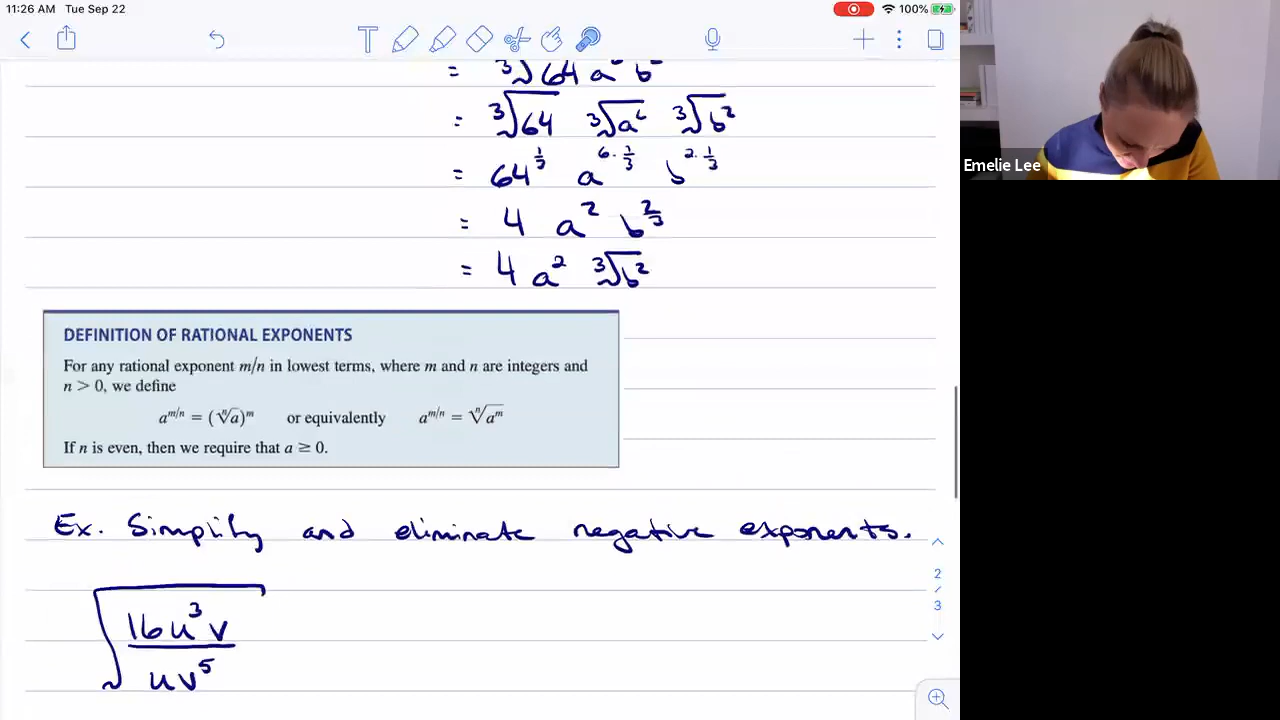 11:26 AM Tue Sep 22
100%
= ∛64 a⁶ b²
= ∛64 ∛a⁶ ∛b²
= 64^(1/3) a^(6·1/3) b^(2·1/3)
= 4 a² b^(2/3)
= 4 a² ∛b²
Emelie Lee
DEFINITION OF RATIONAL EXPONENTS
For any rational exponent m/n in lowest terms, where m and n are integers and
n > 0, we define
a^(m/n) = (ⁿ√a)^m or equivalently a^(m/n) = ⁿ√a^m
If n is even, then we require that a ≥ 0.
Ex. Simplify and eliminate negative exponents.
√(16u³v / uv⁵)
2
/
3